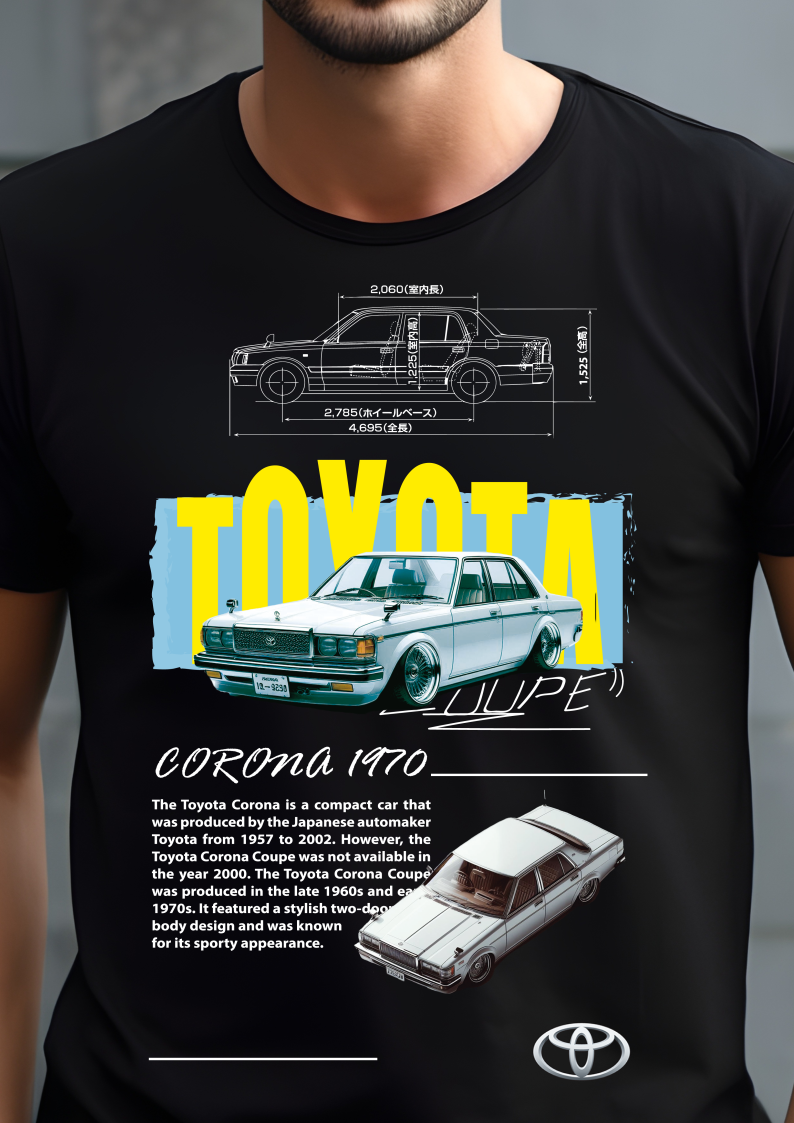 2,060(室内長)
1,225(室内高)
1,525 (全高)
2,785(ホイールベース)
4,695(全長)
TOYOTA
COUPE
CORONA 1970
The Toyota Corona is a compact car that
was produced by the Japanese automaker
Toyota from 1957 to 2002. However, the
Toyota Corona Coupe was not available in
the year 2000. The Toyota Corona Coupe
was produced in the late 1960s and ea
1970s. It featured a stylish two-door
body design and was known
for its sporty appearance.